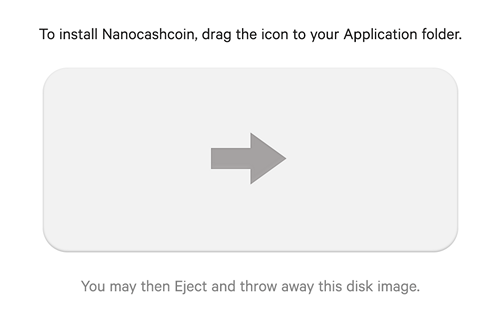 To install Nanocashcoin, drag the icon to your Application folder.
You may then Eject and throw away this disk image.